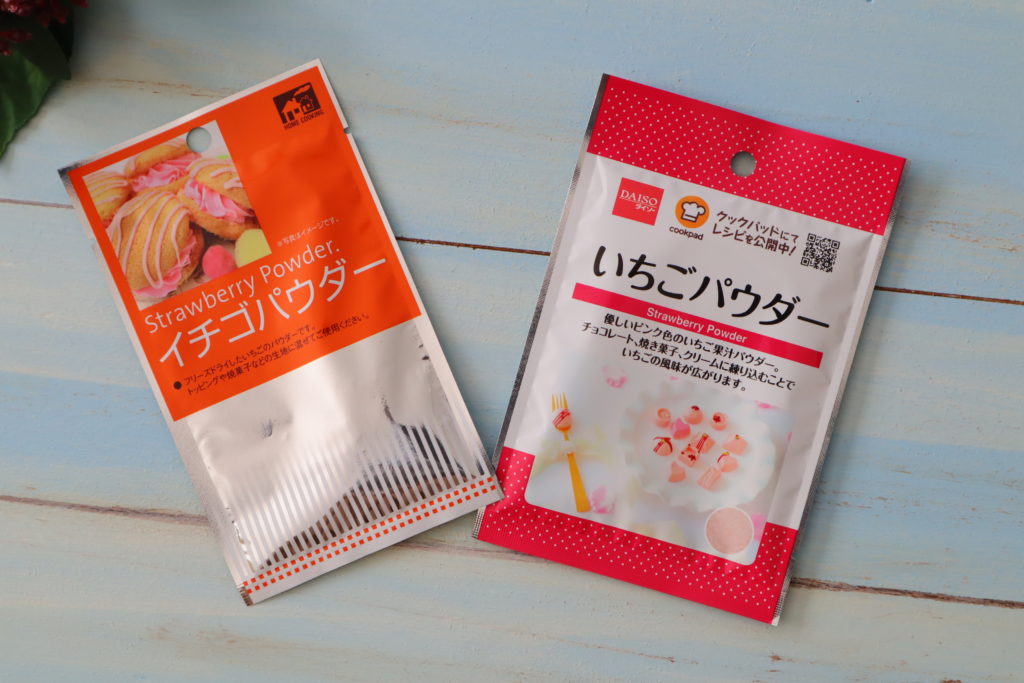 HOME COOKING
※写真はイメージです。
Strawberry Powder.
イチゴパウダー
●フリーズドライしたいちごのパウダーです。
トッピングや焼菓子などの生地に混ぜてご使用ください。
DAISO
ダイソー
cookpad
クックパッドにて
レシピを公開中!
いちごパウダー
Strawberry Powder
優しいピンク色のいちご果汁パウダー。
チョコレート、焼き菓子、クリームに練り込むことで
いちごの風味が広がります。